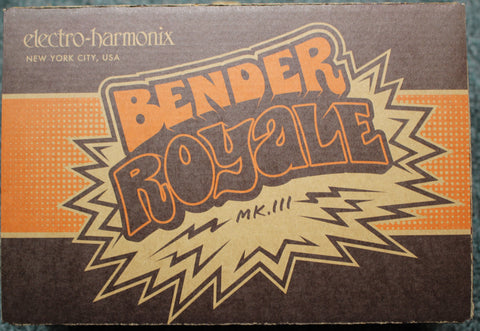 electro-harmonix
NEW YORK CITY, USA
BENDER
ROYALE
MK.III